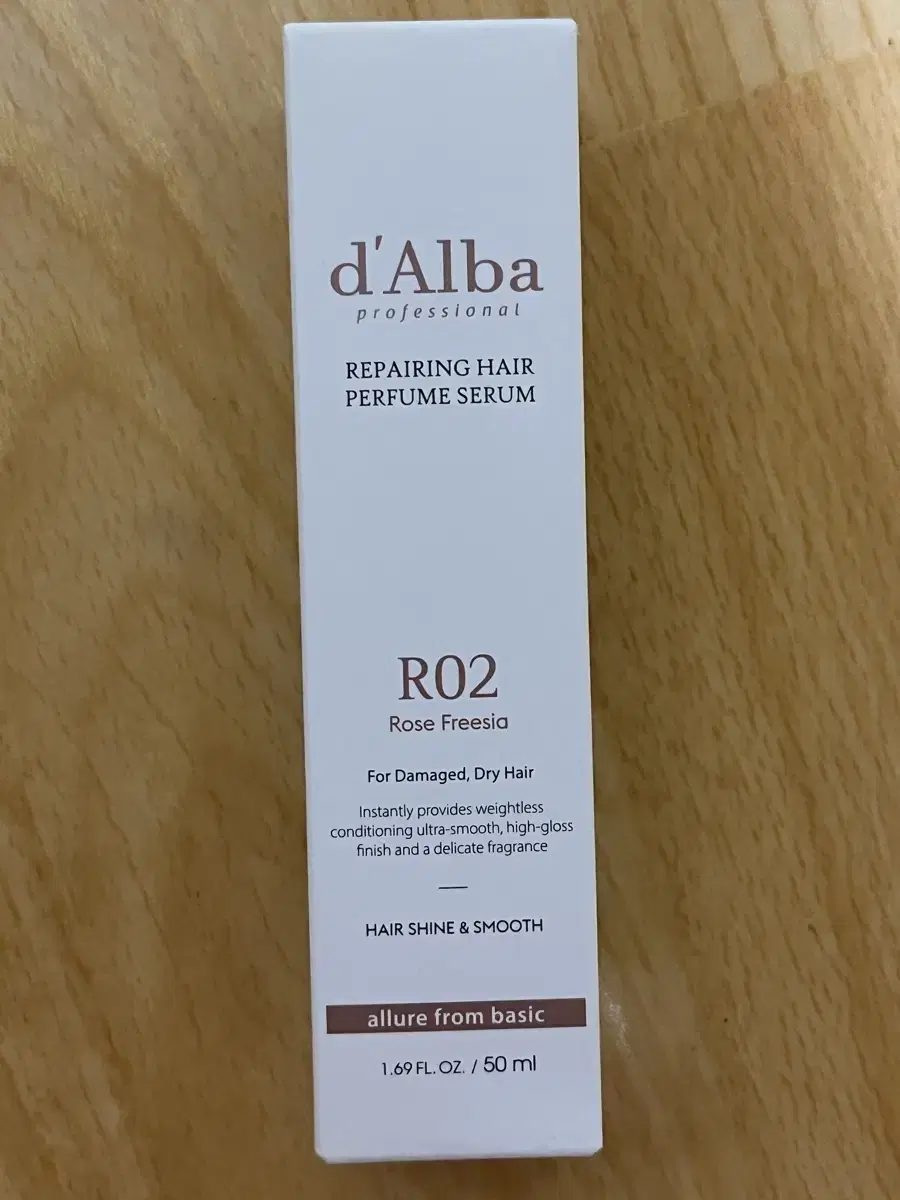 d'Alba
professional
REPAIRING HAIR
PERFUME SERUM
R02
Rose Freesia
For Damaged, Dry Hair
Instantly provides weightless
conditioning ultra-smooth, high-gloss
finish and a delicate fragrance
HAIR SHINE & SMOOTH
allure from basic
1.69 FL. OZ. / 50 ml